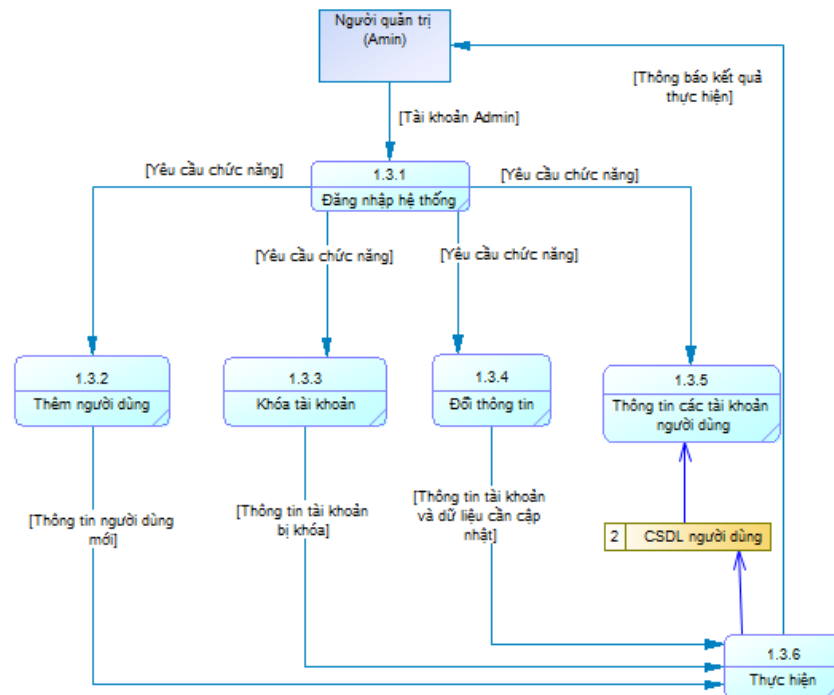 Người quản trị
(Amin)
[Thông báo kết quả
thực hiện]
[Tài khoản Admin]
[Yêu cầu chức năng]
1.3.1
[Yêu cầu chức năng]
Đăng nhập hệ thống
[Yêu cầu chức năng]
[Yêu cầu chức năng]
1.3.2
Thêm người dùng
1.3.3
Khóa tài khoản
1.3.4
Đổi thông tin
1.3.5
Thông tin các tài khoản
người dùng
[Thông tin người dùng
mới]
[Thông tin tài khoản
bị khóa]
[Thông tin tài khoản
và dữ liệu cần cập
nhật]
2 CSDL người dùng
1.3.6
Thực hiện